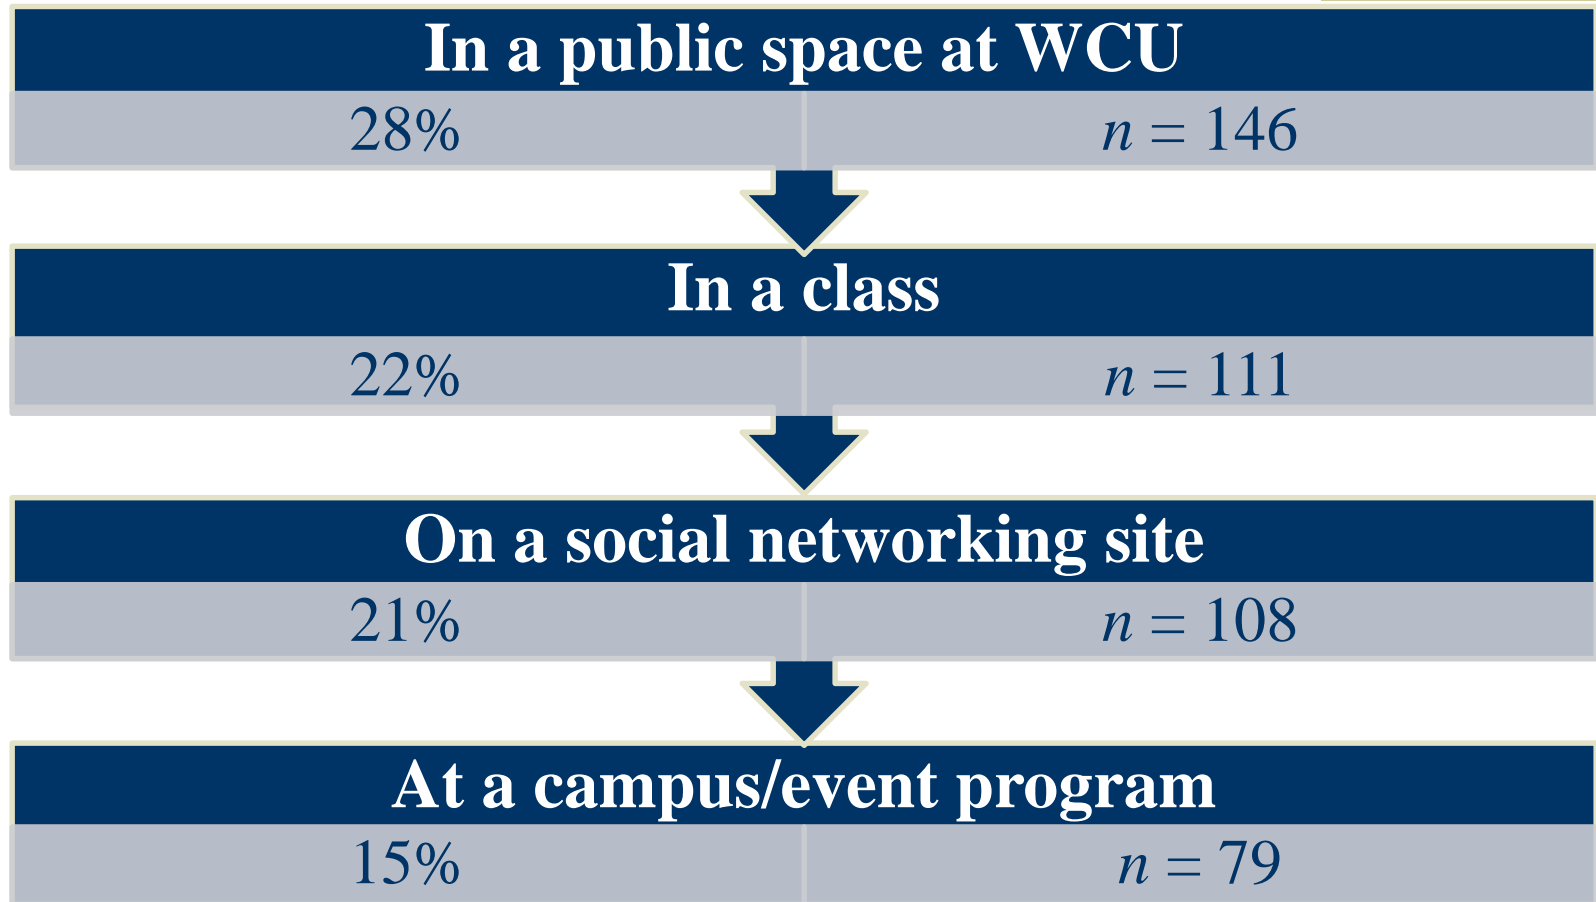 In a public space at WCU
28% n = 146
In a class
22% n = 111
On a social networking site
21% n = 108
At a campus/event program
15% n = 79